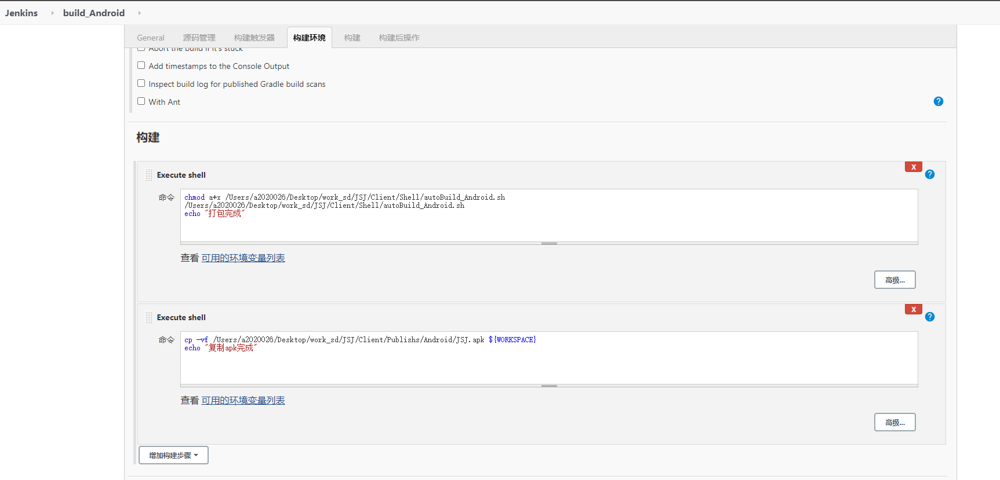 Jenkins build_Android
General 源码管理 构建触发器 构建环境 构建 构建后操作
Abort the build if it's stuck
Add timestamps to the Console Output
Inspect build log for published Gradle build scans
With Ant
?
构建
X
Execute shell ?
命令 chmod a+x /Users/a2020026/Desktop/work_sd/JSJ/Client/Shell/autoBuild_Android.sh
/Users/a2020026/Desktop/work_sd/JSJ/Client/Shell/autoBuild_Android.sh
echo "打包完成"
查看 可用的环境变量列表
高级...
X
Execute shell ?
命令 cp -vf /Users/a2020026/Desktop/work_sd/JSJ/Client/Publishs/Android/JSJ.apk ${WORKSPACE}
echo "复制apk完成"
查看 可用的环境变量列表
高级...
增加构建步骤